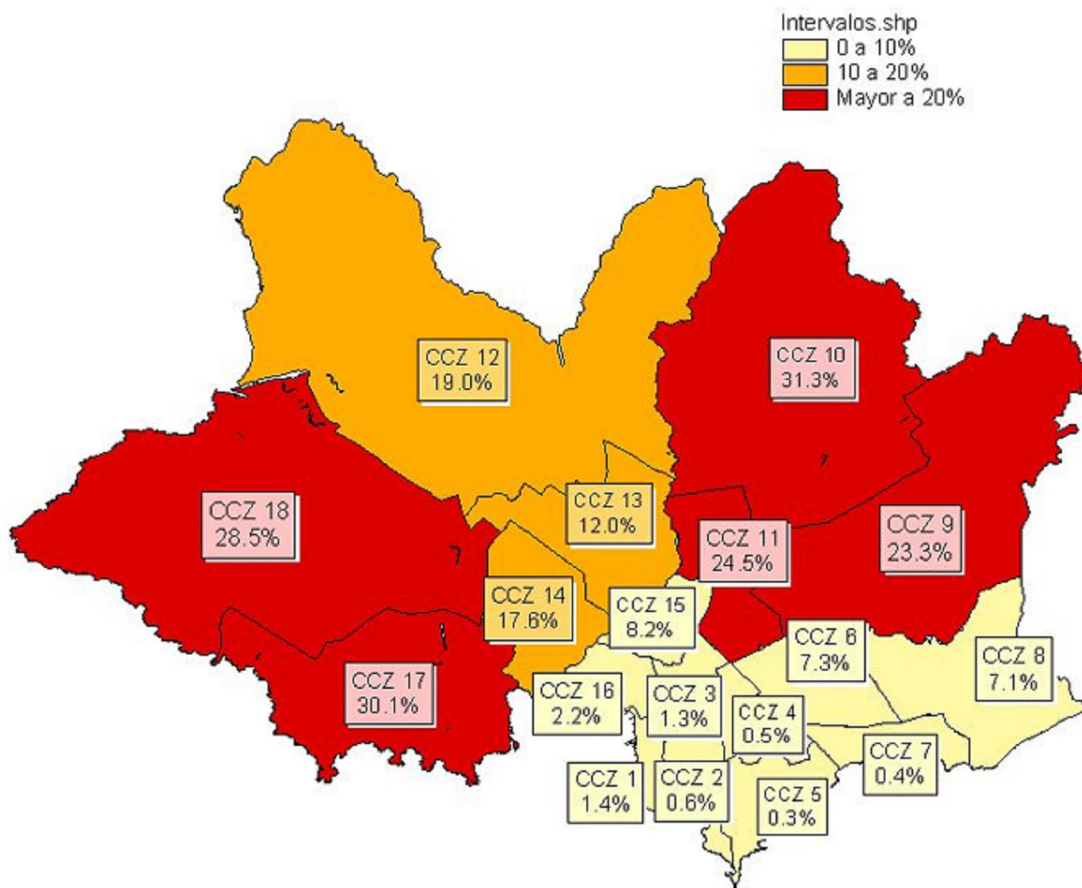 Intervalos.shp
0 a 10%
10 a 20%
Mayor a 20%
CCZ 12
19.0%
CCZ 10
31.3%
CCZ 18
28.5%
CCZ 13
12.0%
CCZ 11
24.5%
CCZ 9
23.3%
CCZ 14
17.6%
CCZ 15
8.2%
CCZ 6
7.3%
CCZ 8
7.1%
CCZ 17
30.1%
CCZ 16
2.2%
CCZ 3
1.3%
CCZ 4
0.5%
CCZ 7
0.4%
CCZ 1
1.4%
CCZ 2
0.6%
CCZ 5
0.3%